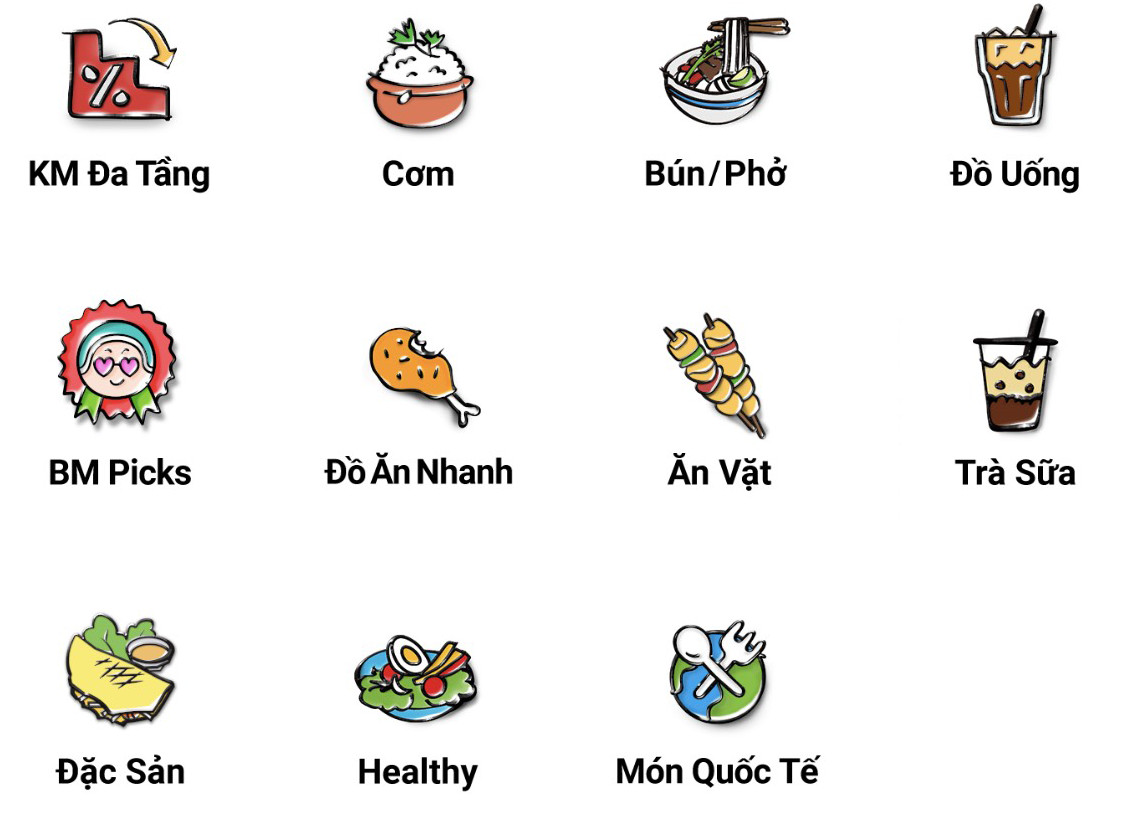 KM Đa Tầng
Cơm
Bún/Phở
Đồ Uống
BM Picks
Đồ Ăn Nhanh
Ăn Vặt
Trà Sữa
Đặc Sản
Healthy
Món Quốc Tế